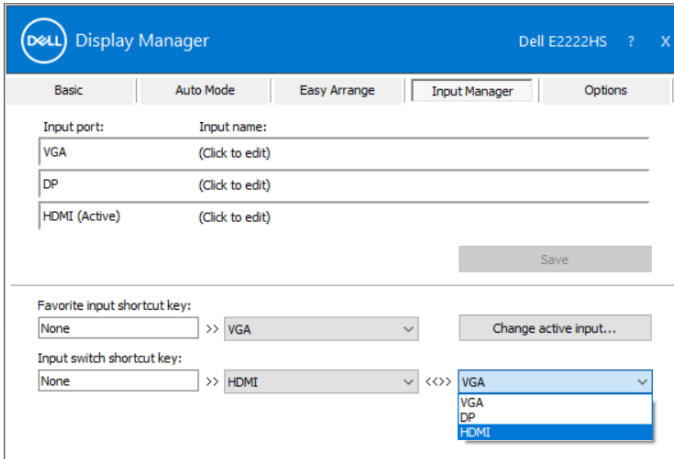 DELL Display Manager Dell E2222HS ? X
Basic Auto Mode Easy Arrange Input Manager Options
Input port: Input name:
VGA (Click to edit)
DP (Click to edit)
HDMI (Active) (Click to edit)
Save
Favorite input shortcut key:
None >> VGA Change active input...
Input switch shortcut key:
None >> HDMI <<>> VGA
VGA
DP
HDMI